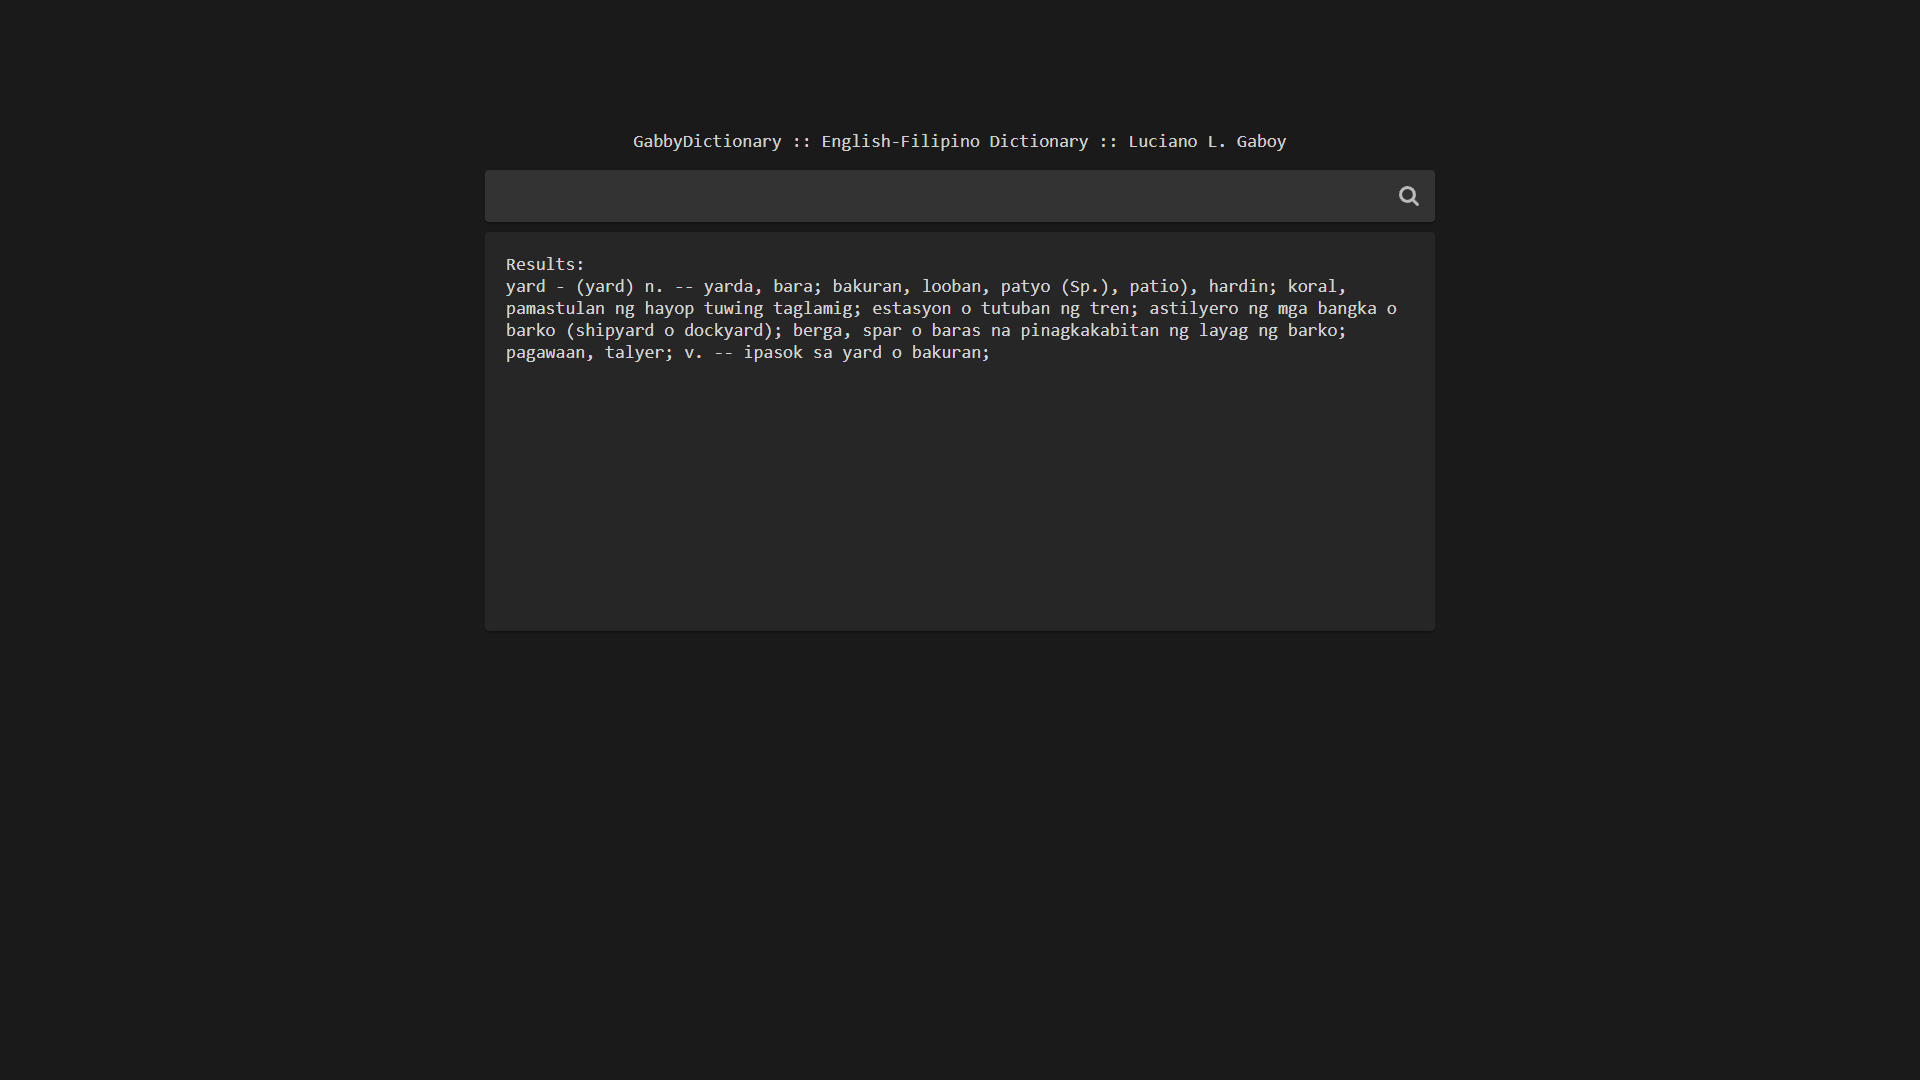 GabbyDictionary :: English-Filipino Dictionary :: Luciano L. Gaboy
Results:
yard - (yard) n. -- yarda, bara; bakuran, looban, patyo (Sp.), patio), hardin; koral,
pamastulan ng hayop tuwing taglamig; estasyon o tutuban ng tren; astilyero ng mga bangka o
barko (shipyard o dockyard); berga, spar o baras na pinagkakabitan ng layag ng barko;
pagawaan, talyer; v. -- ipasok sa yard o bakuran;